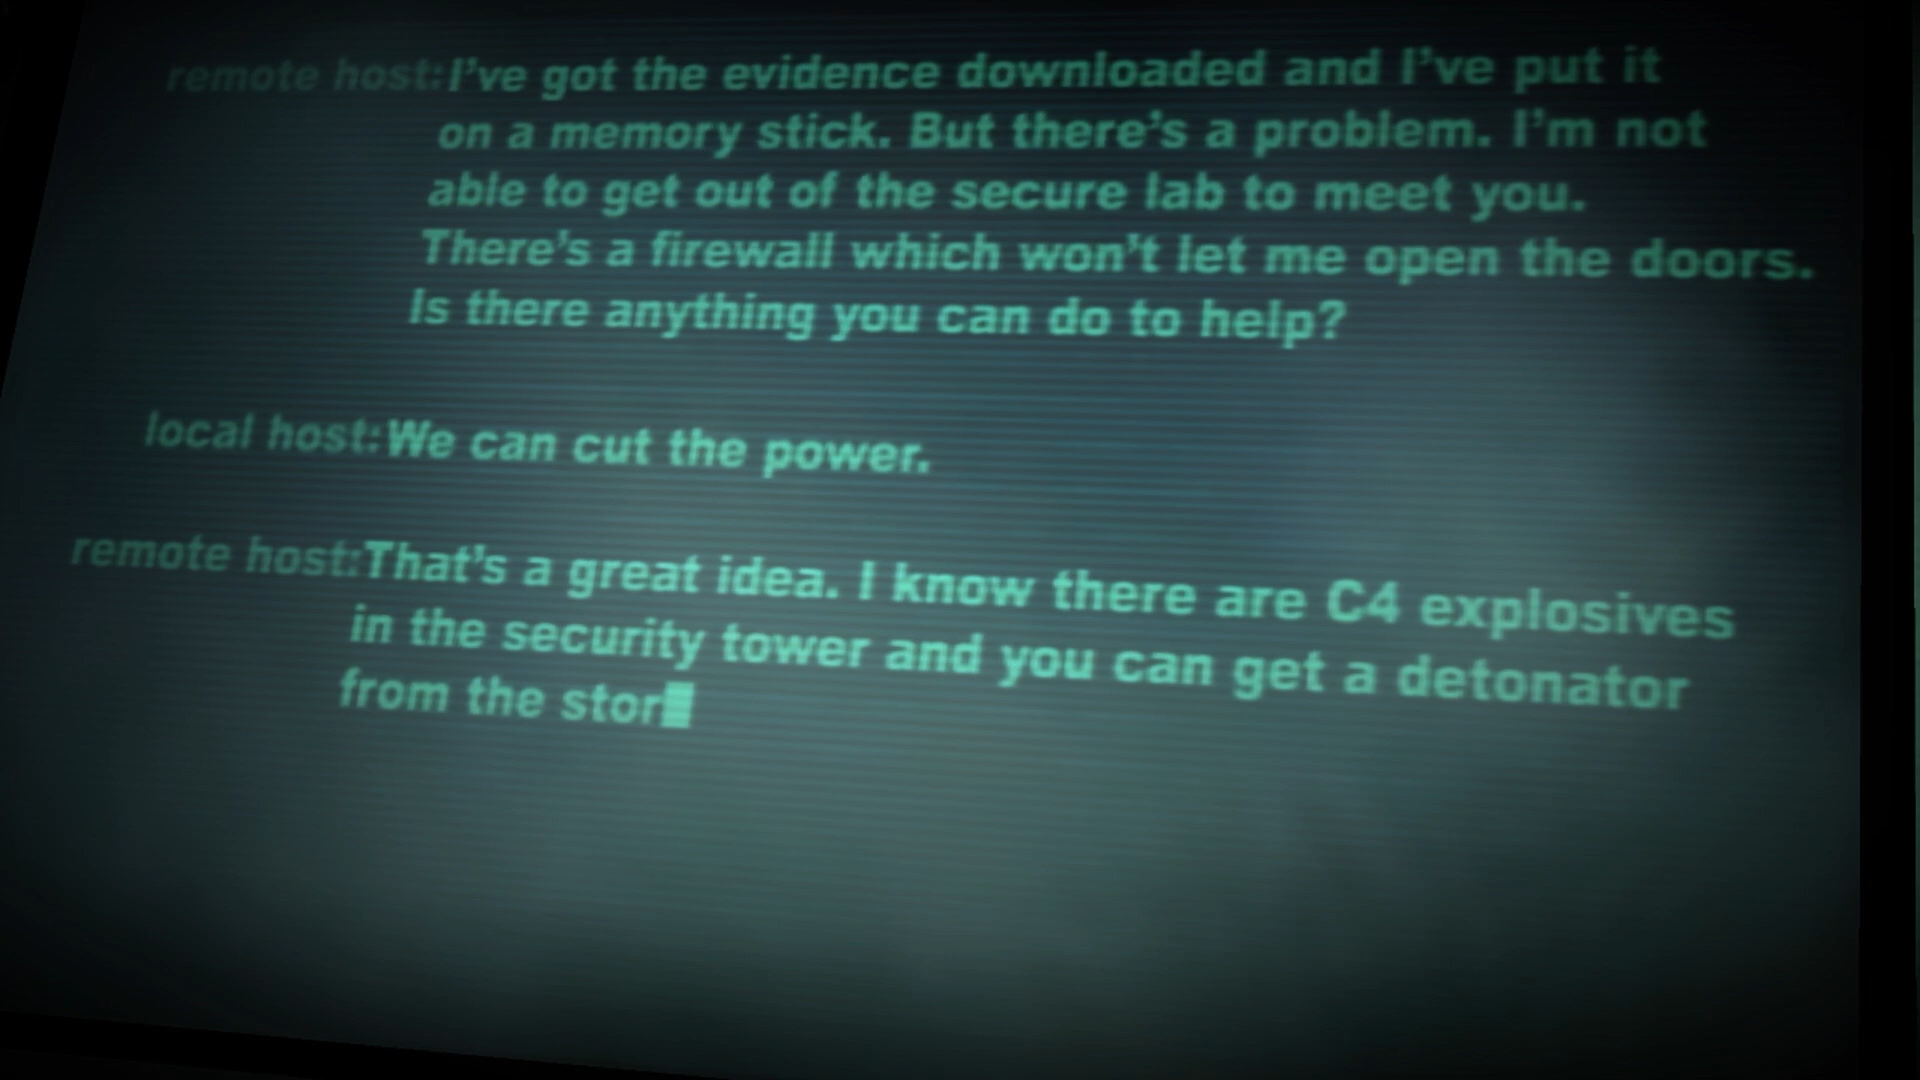 remote host:I've got the evidence downloaded and I've put it
on a memory stick. But there's a problem. I'm not
able to get out of the secure lab to meet you.
There's a firewall which won't let me open the doors.
Is there anything you can do to help?
local host:We can cut the power.
remote host:That's a great idea. I know there are C4 explosives
in the security tower and you can get a detonator
from the stor